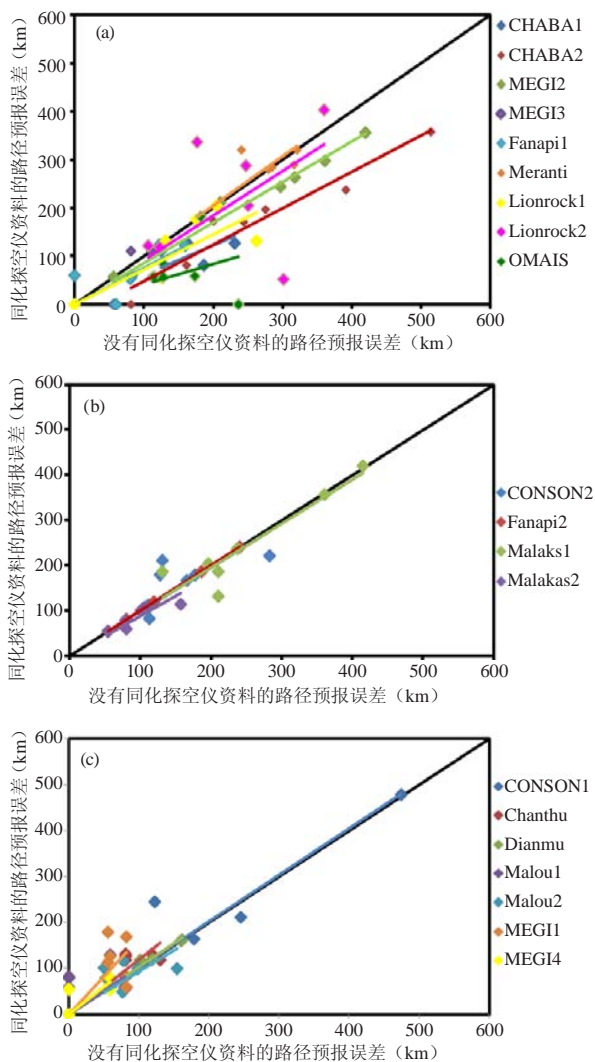 (a)
600
500
400
300
200
100
0
0 100 200 300 400 500 600
同化探空仪资料的路径预报误差（km）
没有同化探空仪资料的路径预报误差（km）
CHABA1
CHABA2
MEGI2
MEGI3
Fanapi1
Meranti
Lionrock1
Lionrock2
OMAIS
(b)
600
500
400
300
200
100
0
0 100 200 300 400 500 600
同化探空仪资料的路径预报误差（km）
没有同化探空仪资料的路径预报误差（km）
CONSON2
Fanapi2
Malaks1
Malakas2
(c)
600
500
400
300
200
100
0
0 100 200 300 400 500 600
同化探空仪资料的路径预报误差（km）
没有同化探空仪资料的路径预报误差（km）
CONSON1
Chanthu
Dianmu
Malou1
Malou2
MEGI1
MEGI4